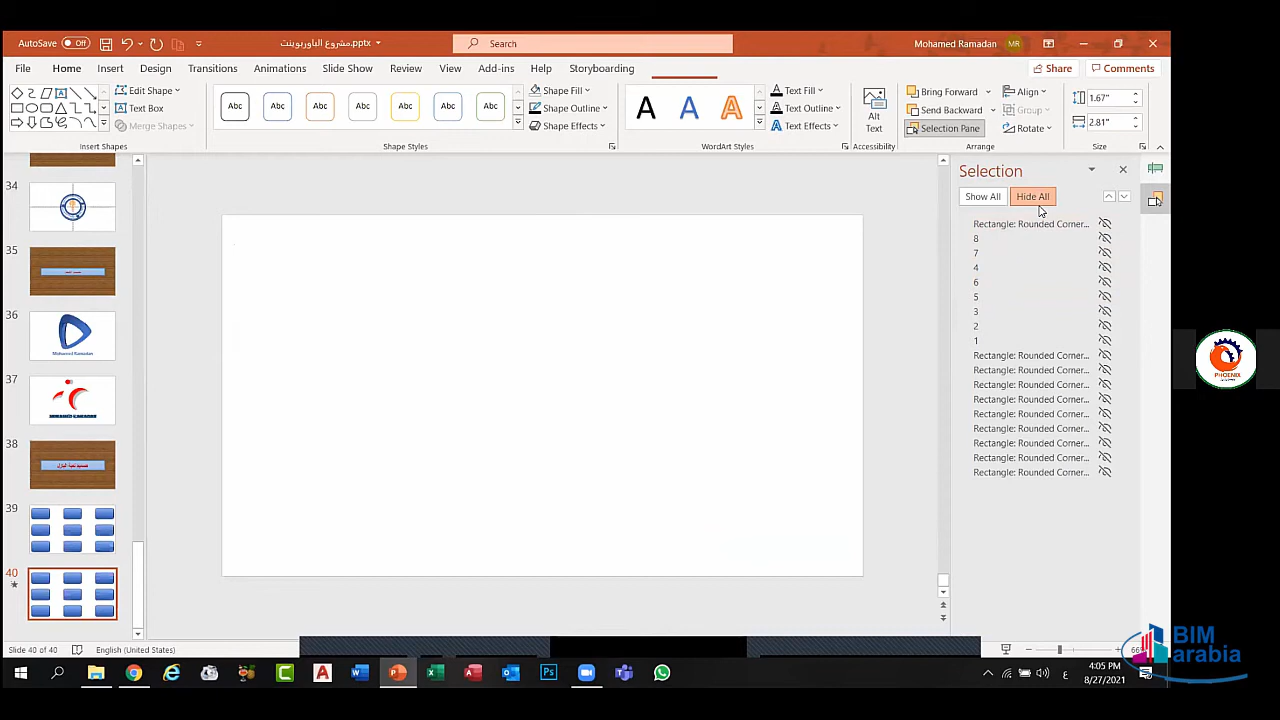 AutoSave Off
مشروع الباوربوينت.pptx
Search
Mohamed Ramadan MR
File Home Insert Design Transitions Animations Slide Show Review View Add-ins Help Storyboarding
Share Comments
Edit Shape
Text Box
Merge Shapes
Insert Shapes
Abc Abc Abc Abc Abc Abc Abc
Shape Fill
Shape Outline
Shape Effects
Shape Styles
A A A
Text Fill
Text Outline
Text Effects
WordArt Styles
Alt
Text
Accessibility
Bring Forward
Send Backward
Selection Pane
Align
Group
Rotate
Arrange
1.67"
2.81"
Size
34
35
36
Mohamed Ramadan
37
MOHAMED RAMADAN
38
39
40
Selection
Show All Hide All
Rectangle: Rounded Corner...
8
7
4
6
5
3
2
1
Rectangle: Rounded Corner...
Rectangle: Rounded Corner...
Rectangle: Rounded Corner...
Rectangle: Rounded Corner...
Rectangle: Rounded Corner...
Rectangle: Rounded Corner...
Rectangle: Rounded Corner...
Rectangle: Rounded Corner...
Rectangle: Rounded Corner...
PHOENIX
BIM
arabia
Slide 40 of 40 English (United States)
4:05 PM
8/27/2021
ع